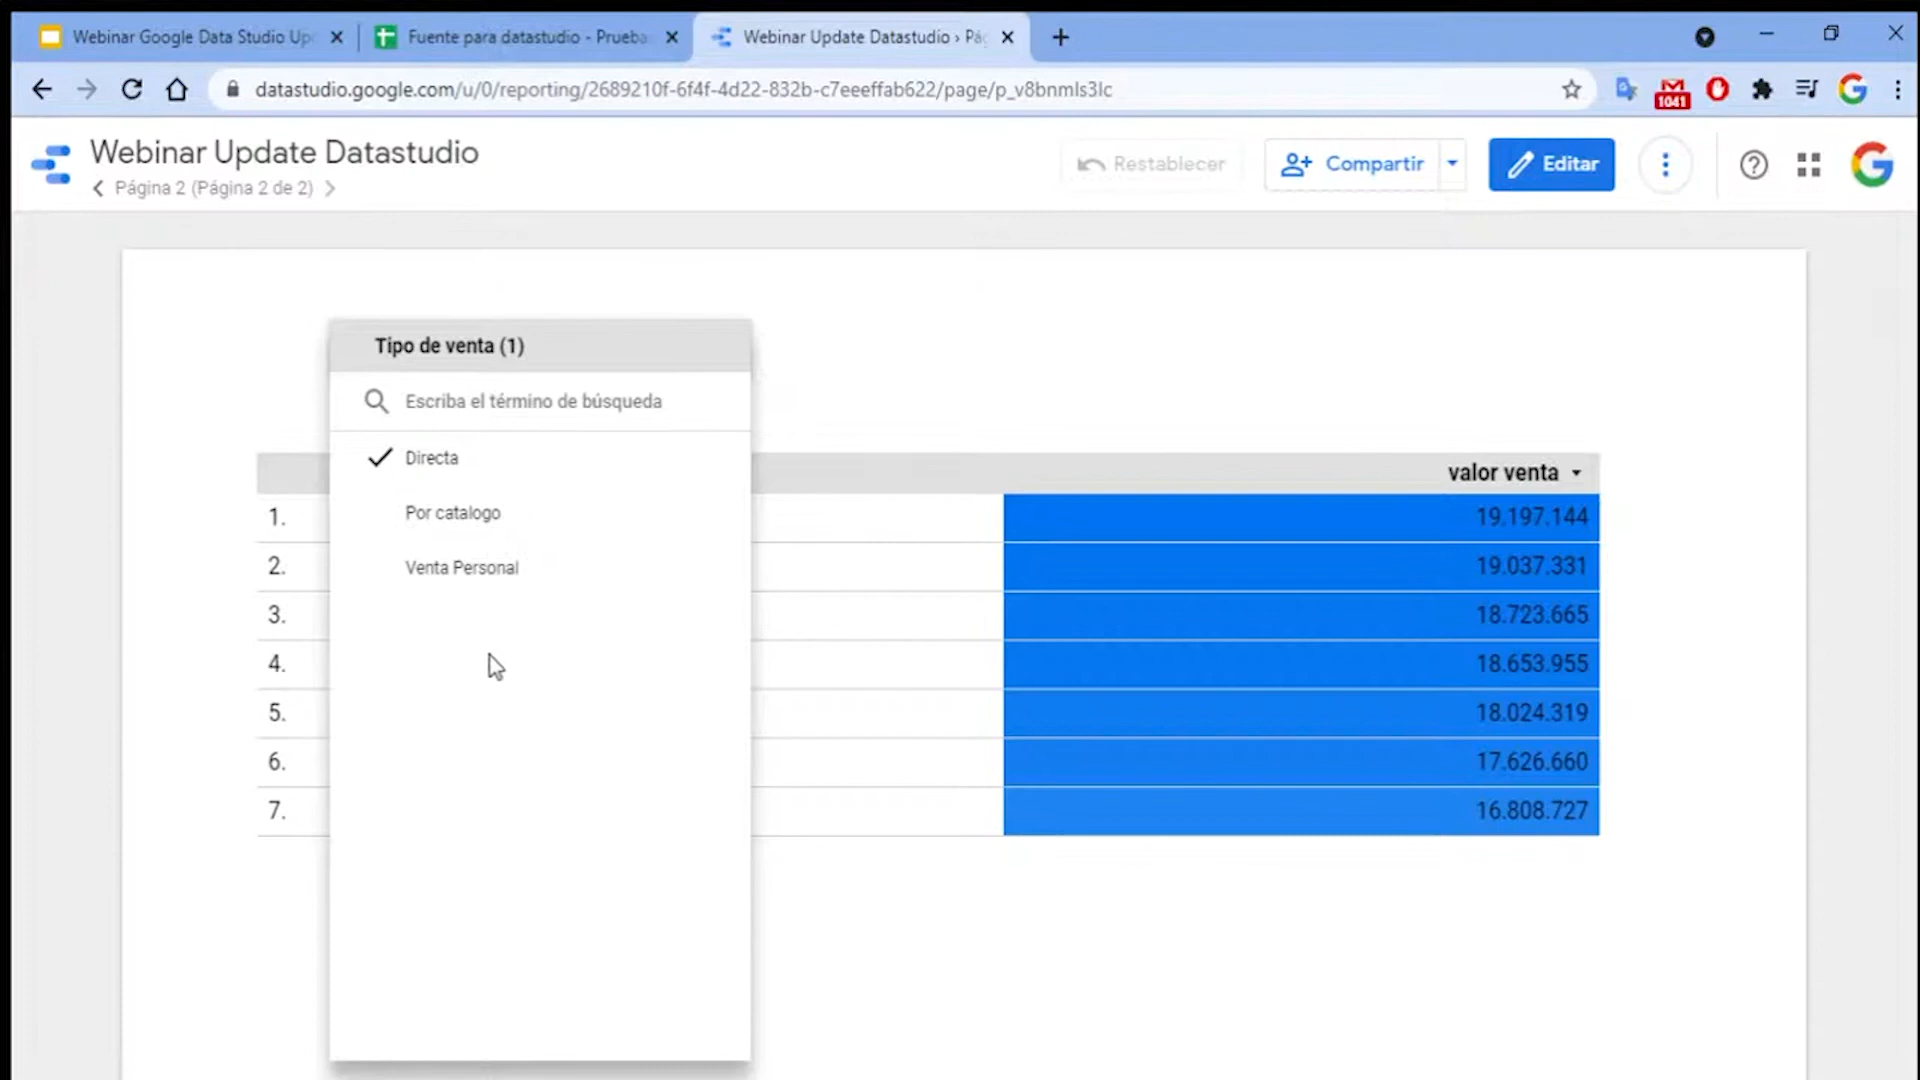 Webinar Google Data Studio Up
Fuente para datastudio - Prueba
Webinar Update Datastudio › Pá
datastudio.google.com/u/0/reporting/2689210f-6f4f-4d22-832b-c7eeeffab622/page/p_v8bnmls3lc
1041
Webinar Update Datastudio
Página 2 (Página 2 de 2)
Restablecer
Compartir
Editar
Tipo de venta (1)
Escriba el término de búsqueda
Directa
Por catalogo
Venta Personal
valor venta
1. 19.197.144
2. 19.037.331
3. 18.723.665
4. 18.653.955
5. 18.024.319
6. 17.626.660
7. 16.808.727